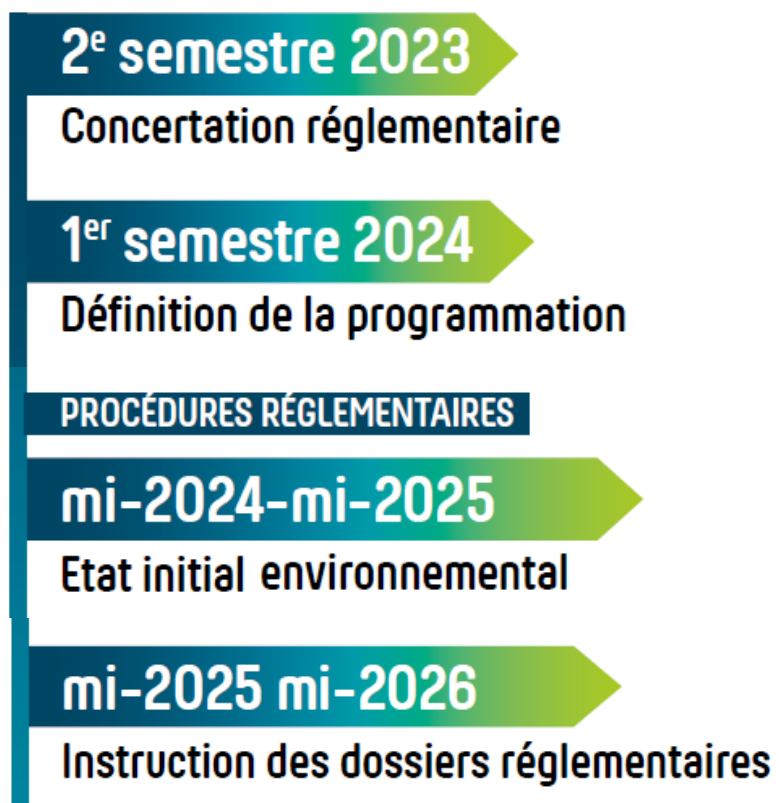 2e semestre 2023
Concertation réglementaire
1er semestre 2024
Définition de la programmation
PROCÉDURES RÉGLEMENTAIRES
mi-2024-mi-2025
Etat initial environnemental
mi-2025 mi-2026
Instruction des dossiers réglementaires